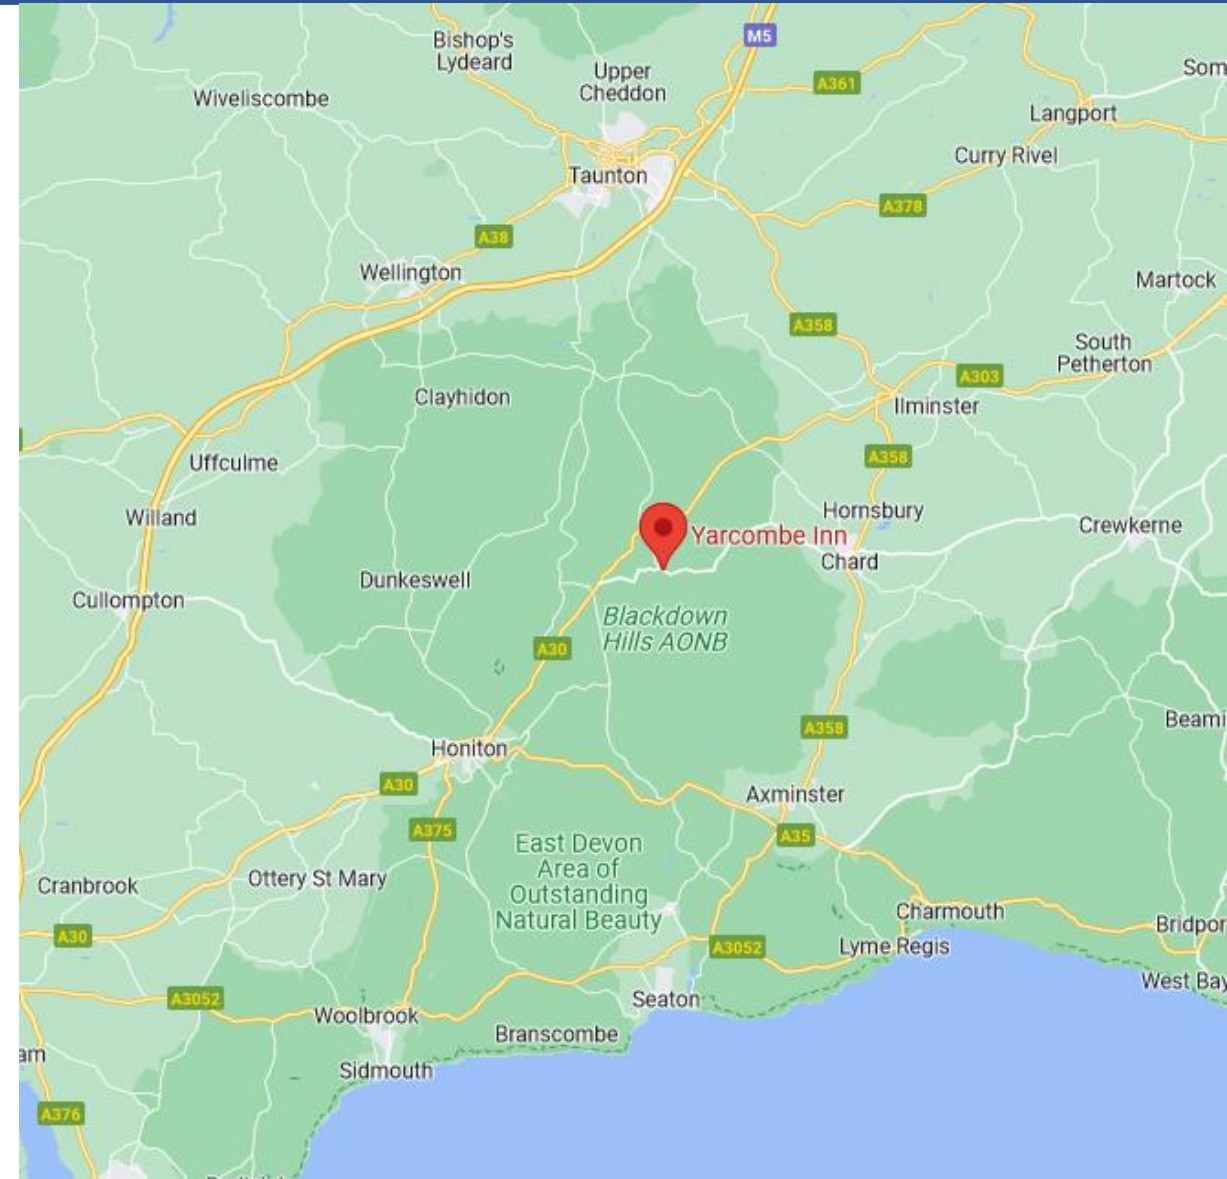 M5
Bishop's
Lydeard
Upper
Cheddon
A361
Som
Wiveliscombe
Langport
Curry Rivel
Taunton
A378
A38
Wellington
Martock
A358
South
Petherton
A303
Clayhidon
Ilminster
A358
Uffculme
Willand
Hornsbury
Crewkerne
Yarcombe Inn
Chard
Dunkeswell
Cullompton
Blackdown
Hills AONB
A30
Beami
A358
Honiton
A30
Axminster
A375
A35
East Devon
Area of
Outstanding
Natural Beauty
Cranbrook
Ottery St Mary
Charmouth
Bridpor
A30
A3052
Lyme Regis
West Bay
A3052
Seaton
Woolbrook
Branscombe
am
Sidmouth
A376